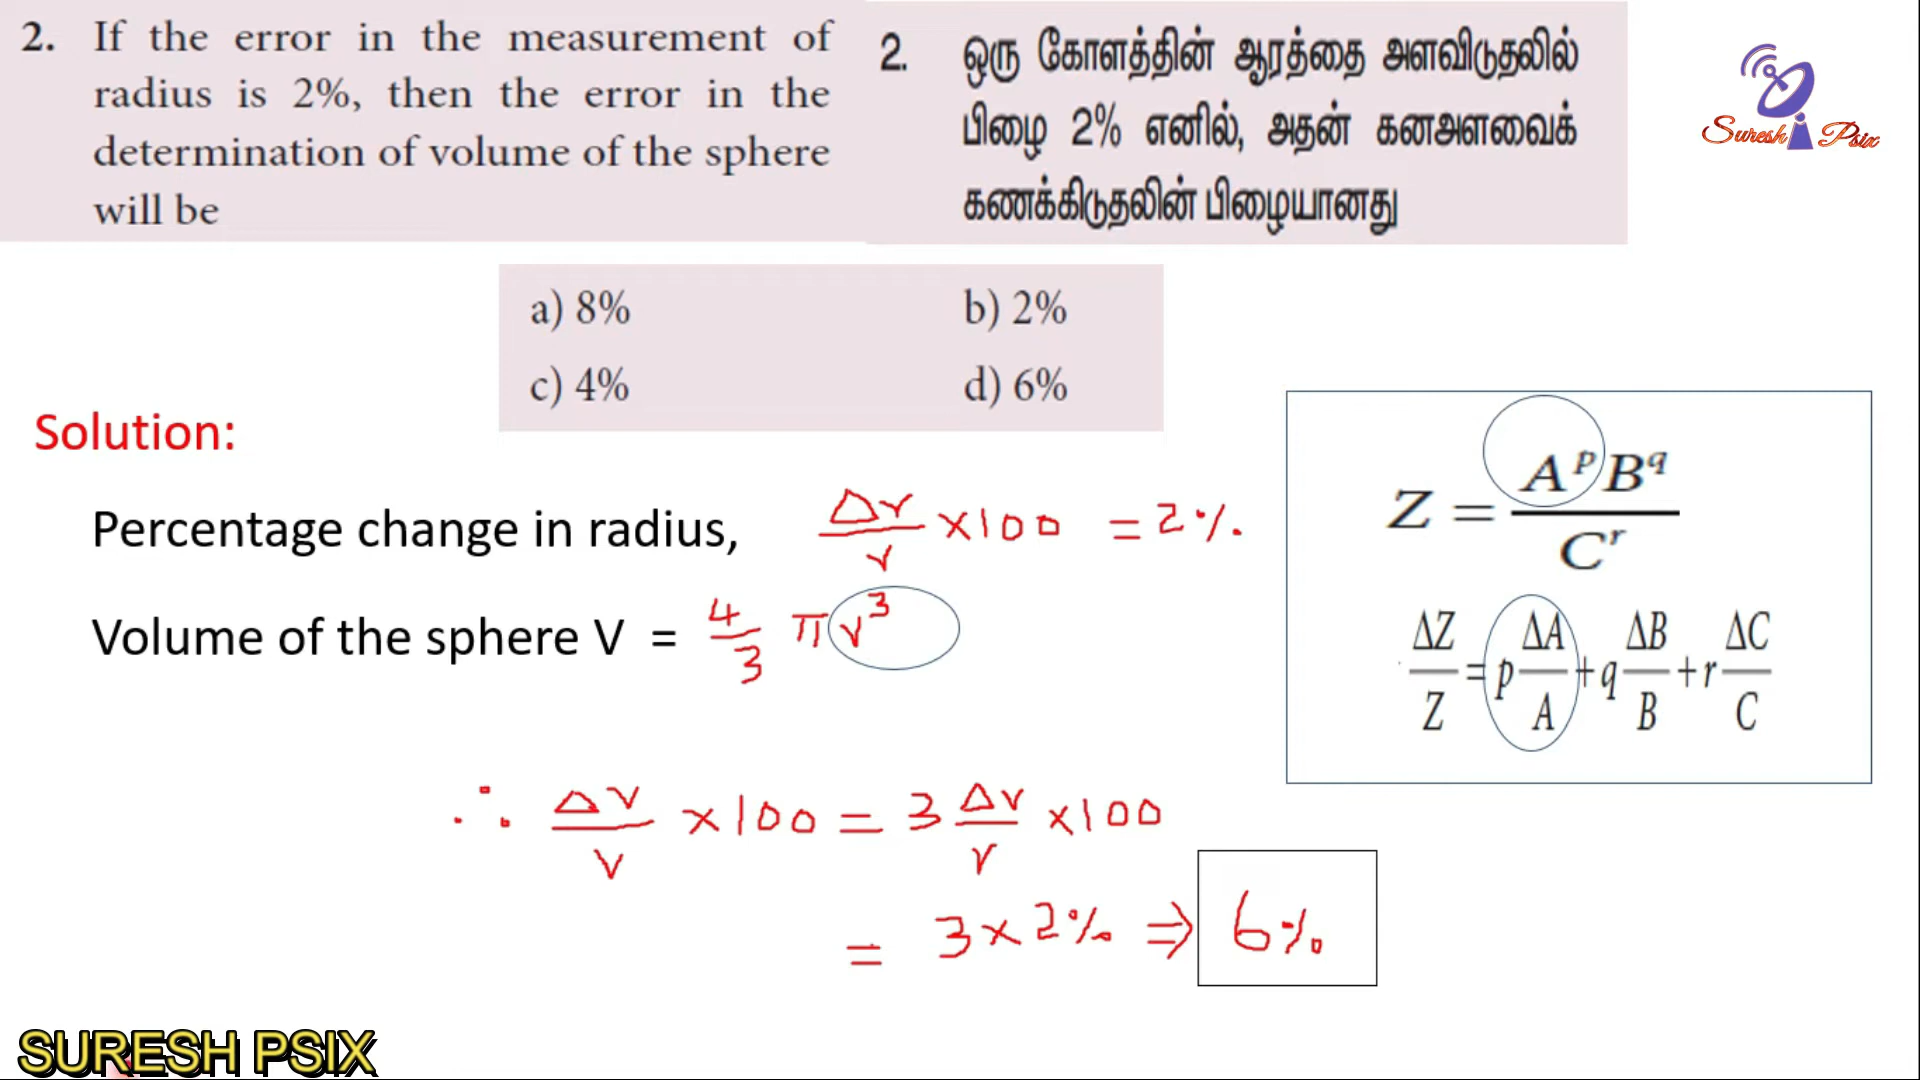 2. If the error in the measurement of
radius is 2%, then the error in the
determination of volume of the sphere
will be
2. ஒரு கோளத்தின் ஆரத்தை அளவிடுதலில்
பிழை 2% எனில், அதன் கனஅளவைக்
கணக்கிடுதலின் பிழையானது
Suresh Psix
a) 8% b) 2%
c) 4% d) 6%
Solution:
Percentage change in radius, Δr/r ×100 = 2%
Volume of the sphere V = 4/3 πr³
Z = AᵖB^q/Cʳ
ΔZ/Z = p ΔA/A + q ΔB/B + r ΔC/C
∴ ΔV/V ×100 = 3 Δr/r ×100
= 3 × 2% ⇒ 6%
SURESH PSIX